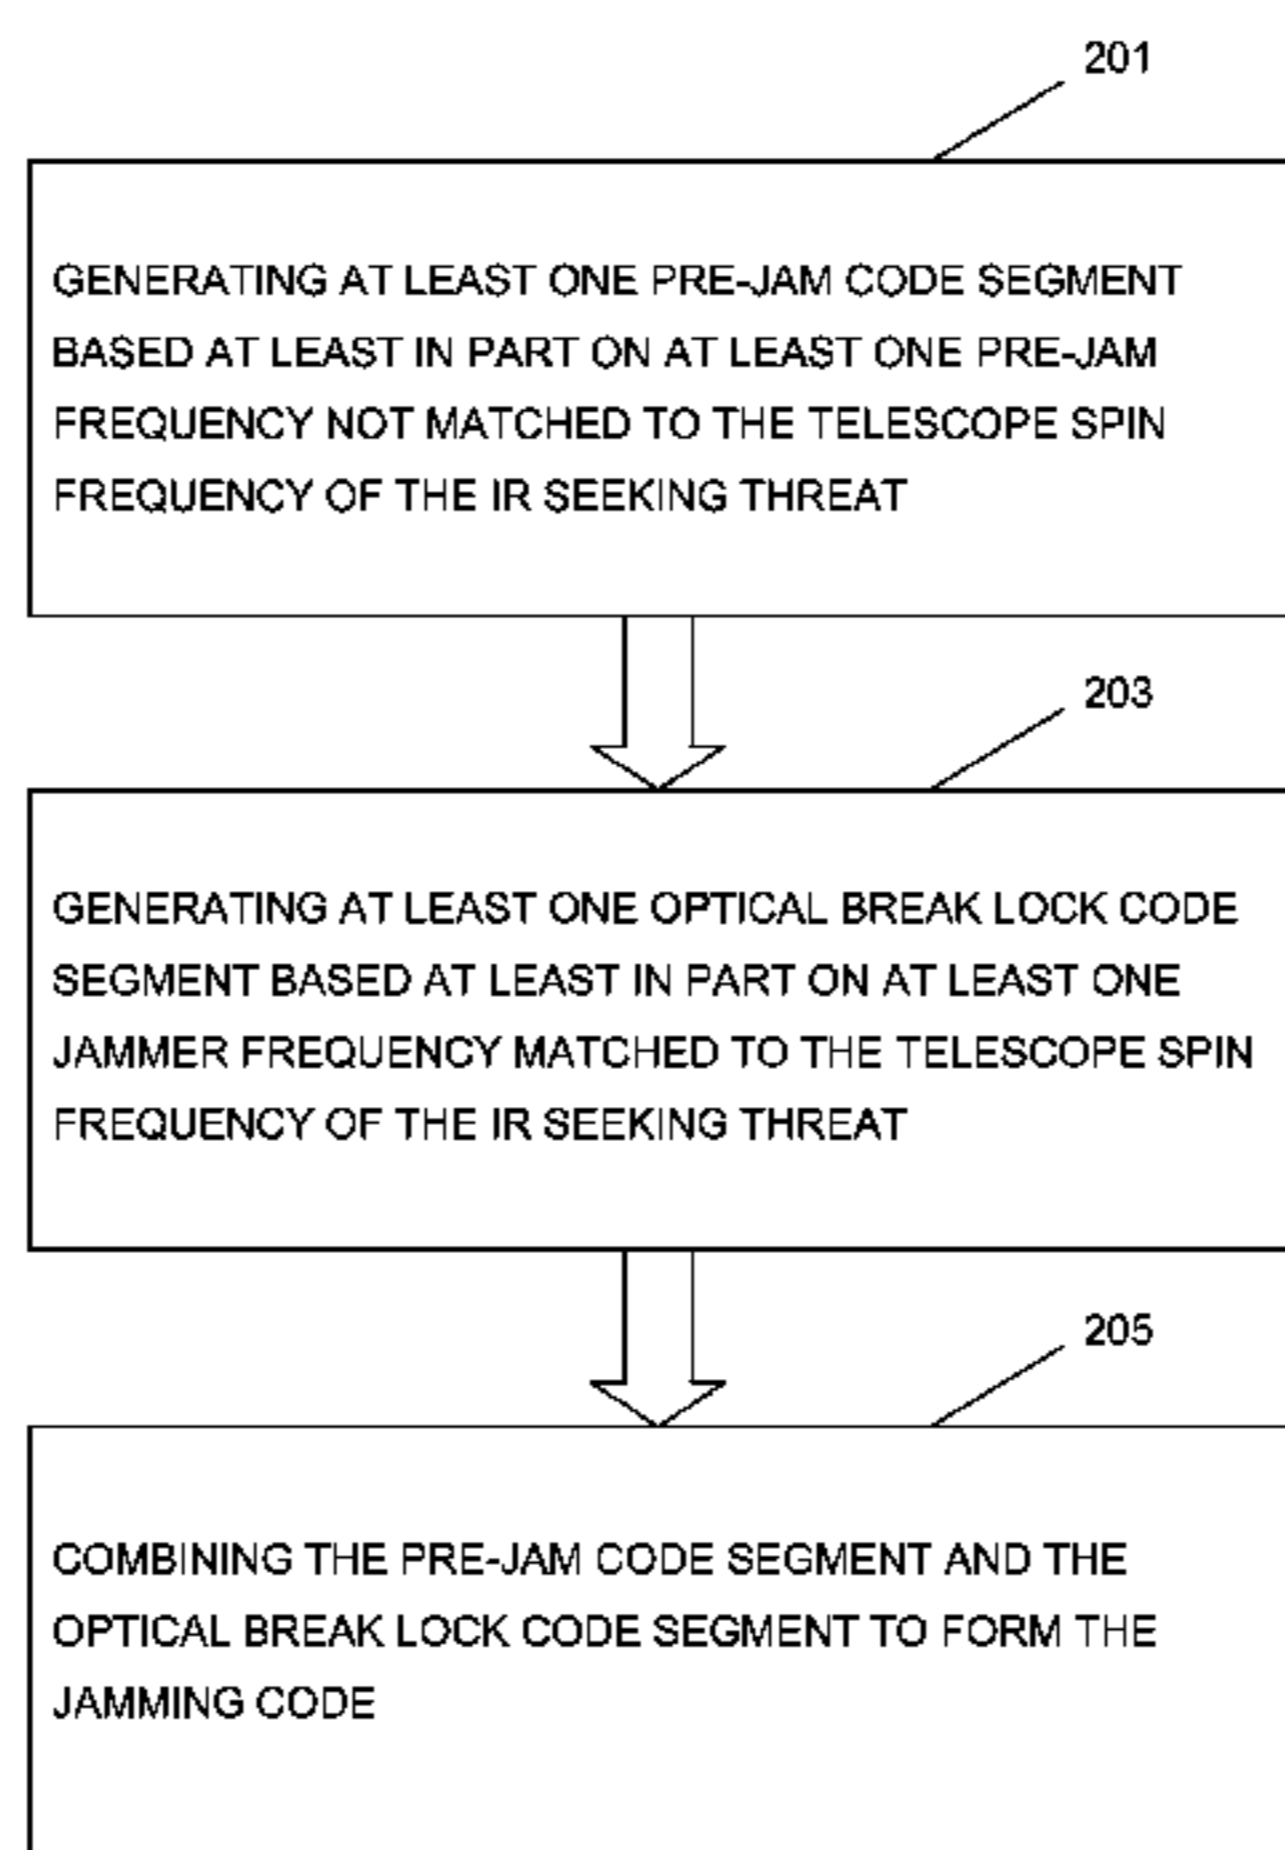 201
GENERATING AT LEAST ONE PRE-JAM CODE SEGMENT
BASED AT LEAST IN PART ON AT LEAST ONE PRE-JAM
FREQUENCY NOT MATCHED TO THE TELESCOPE SPIN
FREQUENCY OF THE IR SEEKING THREAT
203
GENERATING AT LEAST ONE OPTICAL BREAK LOCK CODE
SEGMENT BASED AT LEAST IN PART ON AT LEAST ONE
JAMMER FREQUENCY MATCHED TO THE TELESCOPE SPIN
FREQUENCY OF THE IR SEEKING THREAT
205
COMBINING THE PRE-JAM CODE SEGMENT AND THE
OPTICAL BREAK LOCK CODE SEGMENT TO FORM THE
JAMMING CODE